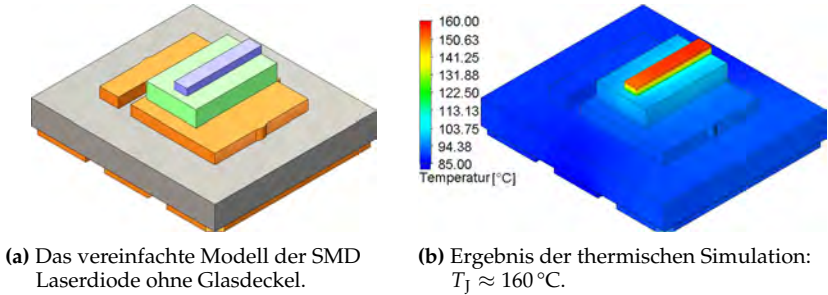 160.00
150.63
141.25
131.88
122.50
113.13
103.75
94.38
85.00
Temperatur [°C]
(a) Das vereinfachte Modell der SMD
Laserdiode ohne Glasdeckel.
(b) Ergebnis der thermischen Simulation:
TJ ≈ 160 °C.